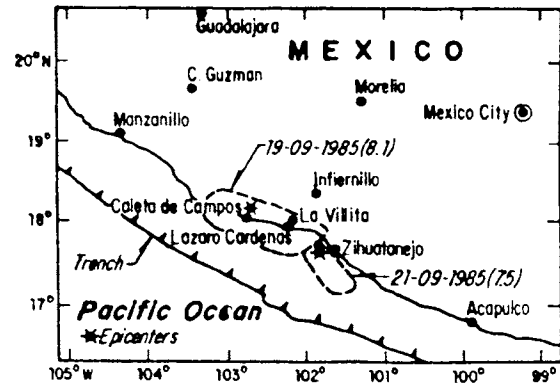 Guadalajara
MEXICO
20°N
C. Guzman
Morelia
Mexico City
Manzanillo
19°
19-09-1985(8.1)
Infiernillo
Caleta de Campos
La Villita
18°
Lazaro Cardenas
Zihuatanejo
Trench
21-09-1985(7.5)
17°
Pacific Ocean
Epicenters
Acapulco
105°W
104°
103°
102°
101°
100°
99°